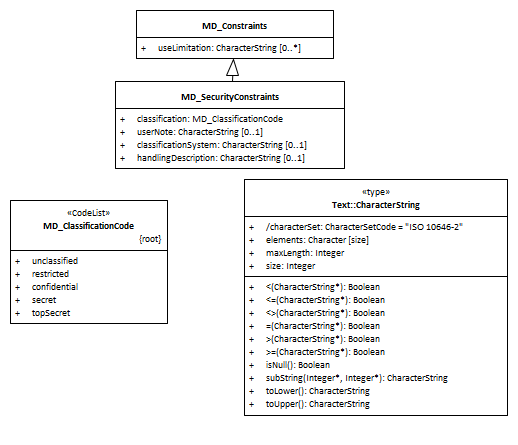 MD_Constraints
+ useLimitation: CharacterString [0..*]
MD_SecurityConstraints
+ classification: MD_ClassificationCode
+ userNote: CharacterString [0..1]
+ classificationSystem: CharacterString [0..1]
+ handlingDescription: CharacterString [0..1]
«CodeList»
MD_ClassificationCode
{root}
+ unclassified
+ restricted
+ confidential
+ secret
+ topSecret
«type»
Text::CharacterString
+ /characterSet: CharacterSetCode = "ISO 10646-2"
+ elements: Character [size]
+ maxLength: Integer
+ size: Integer
+ <(CharacterString*): Boolean
+ <=(CharacterString*): Boolean
+ <>(CharacterString*): Boolean
+ =(CharacterString*): Boolean
+ >(CharacterString*): Boolean
+ >=(CharacterString*): Boolean
+ isNull(): Boolean
+ subString(Integer*, Integer*): CharacterString
+ toLower(): CharacterString
+ toUpper(): CharacterString